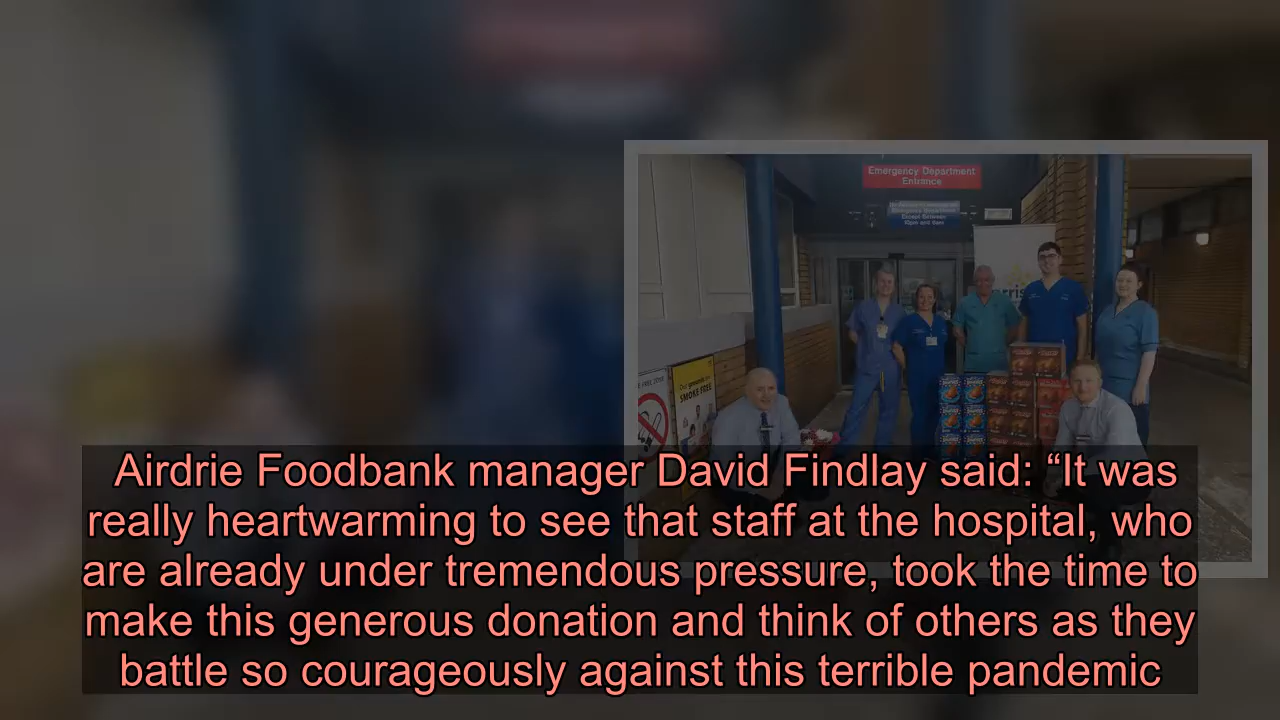 Emergency Department
Entrance
SMOKE FREE
Airdrie Foodbank manager David Findlay said: “It was
really heartwarming to see that staff at the hospital, who
are already under tremendous pressure, took the time to
make this generous donation and think of others as they
battle so courageously against this terrible pandemic